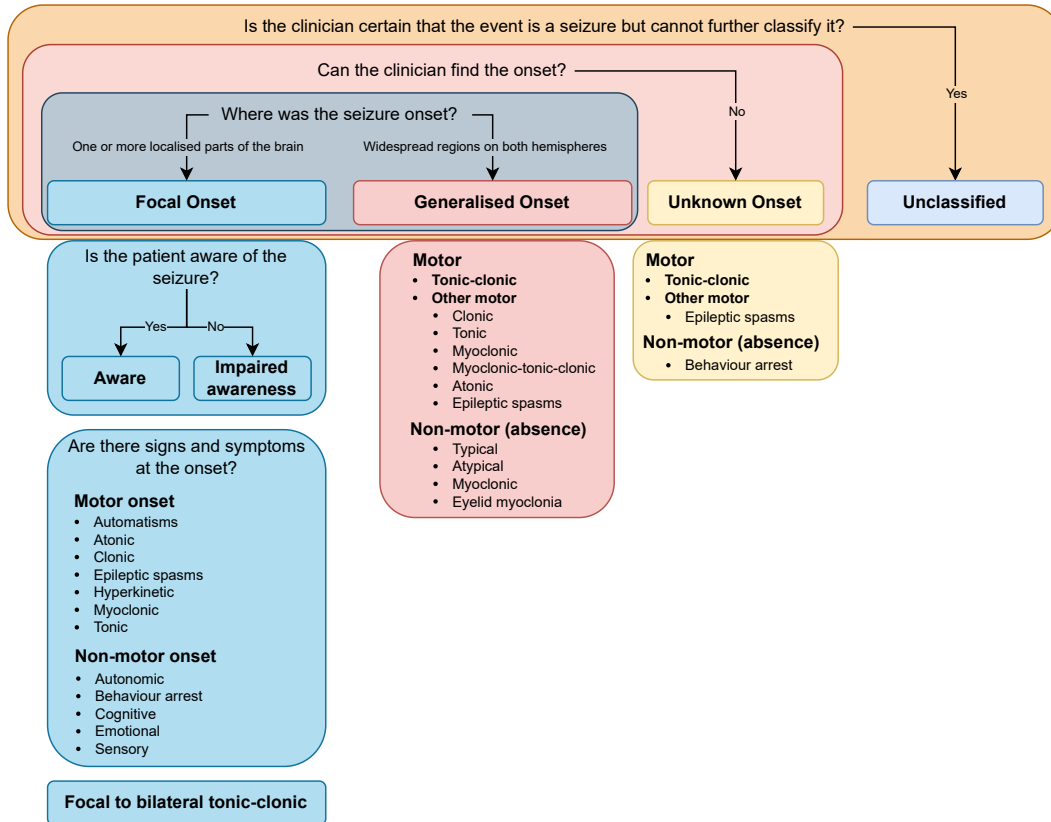 Is the clinician certain that the event is a seizure but cannot further classify it?
Yes
Can the clinician find the onset?
No
Where was the seizure onset?
One or more localised parts of the brain
Widespread regions on both hemispheres
Focal Onset
Generalised Onset
Unknown Onset
Unclassified
Is the patient aware of the
seizure?
Yes
No
Aware
Impaired
awareness
Are there signs and symptoms
at the onset?
Motor onset
• Automatisms
• Atonic
• Clonic
• Epileptic spasms
• Hyperkinetic
• Myoclonic
• Tonic
Non-motor onset
• Autonomic
• Behaviour arrest
• Cognitive
• Emotional
• Sensory
Focal to bilateral tonic-clonic
Motor
• Tonic-clonic
• Other motor
• Clonic
• Tonic
• Myoclonic
• Myoclonic-tonic-clonic
• Atonic
• Epileptic spasms
Non-motor (absence)
• Typical
• Atypical
• Myoclonic
• Eyelid myoclonia
Motor
• Tonic-clonic
• Other motor
• Epileptic spasms
Non-motor (absence)
• Behaviour arrest